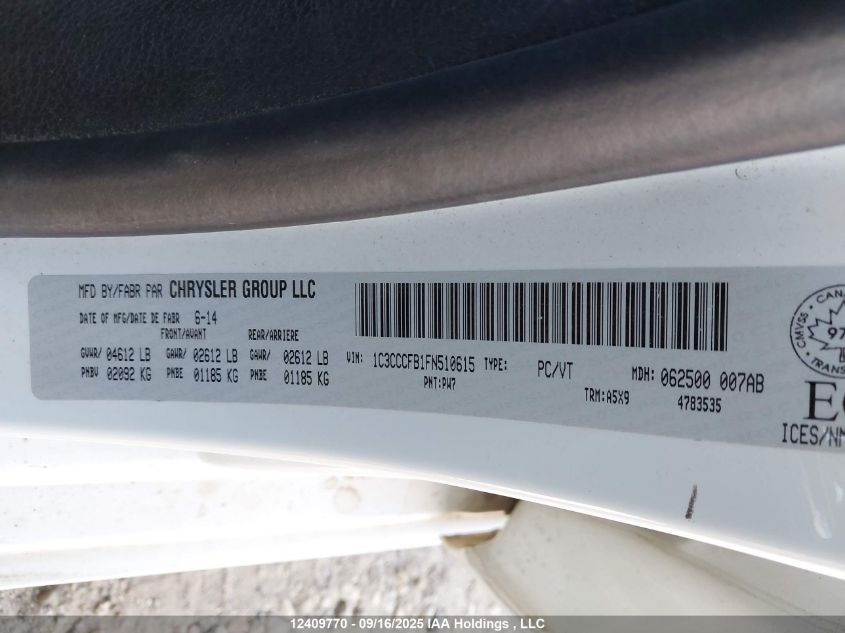 MFD BY/FABR PAR CHRYSLER GROUP LLC
DATE OF MFG/DATE DE FABR 6-14
FRONT/AVANT REAR/ARRIERE
GVWR/ 04612 LB GAWR/ 02612 LB GAWR/ 02612 LB
PNBV 02092 KG PNBE 01185 KG PNBE 01185 KG
VIN: 1C3CCCFB1FN510615 TYPE: PC/VT MDH: 062500 007AB
PNT:PW7 TRM:A5X9 4783535
CMVSS
97
TRANS
ICES/NM
12409770 - 09/16/2025 IAA Holdings , LLC